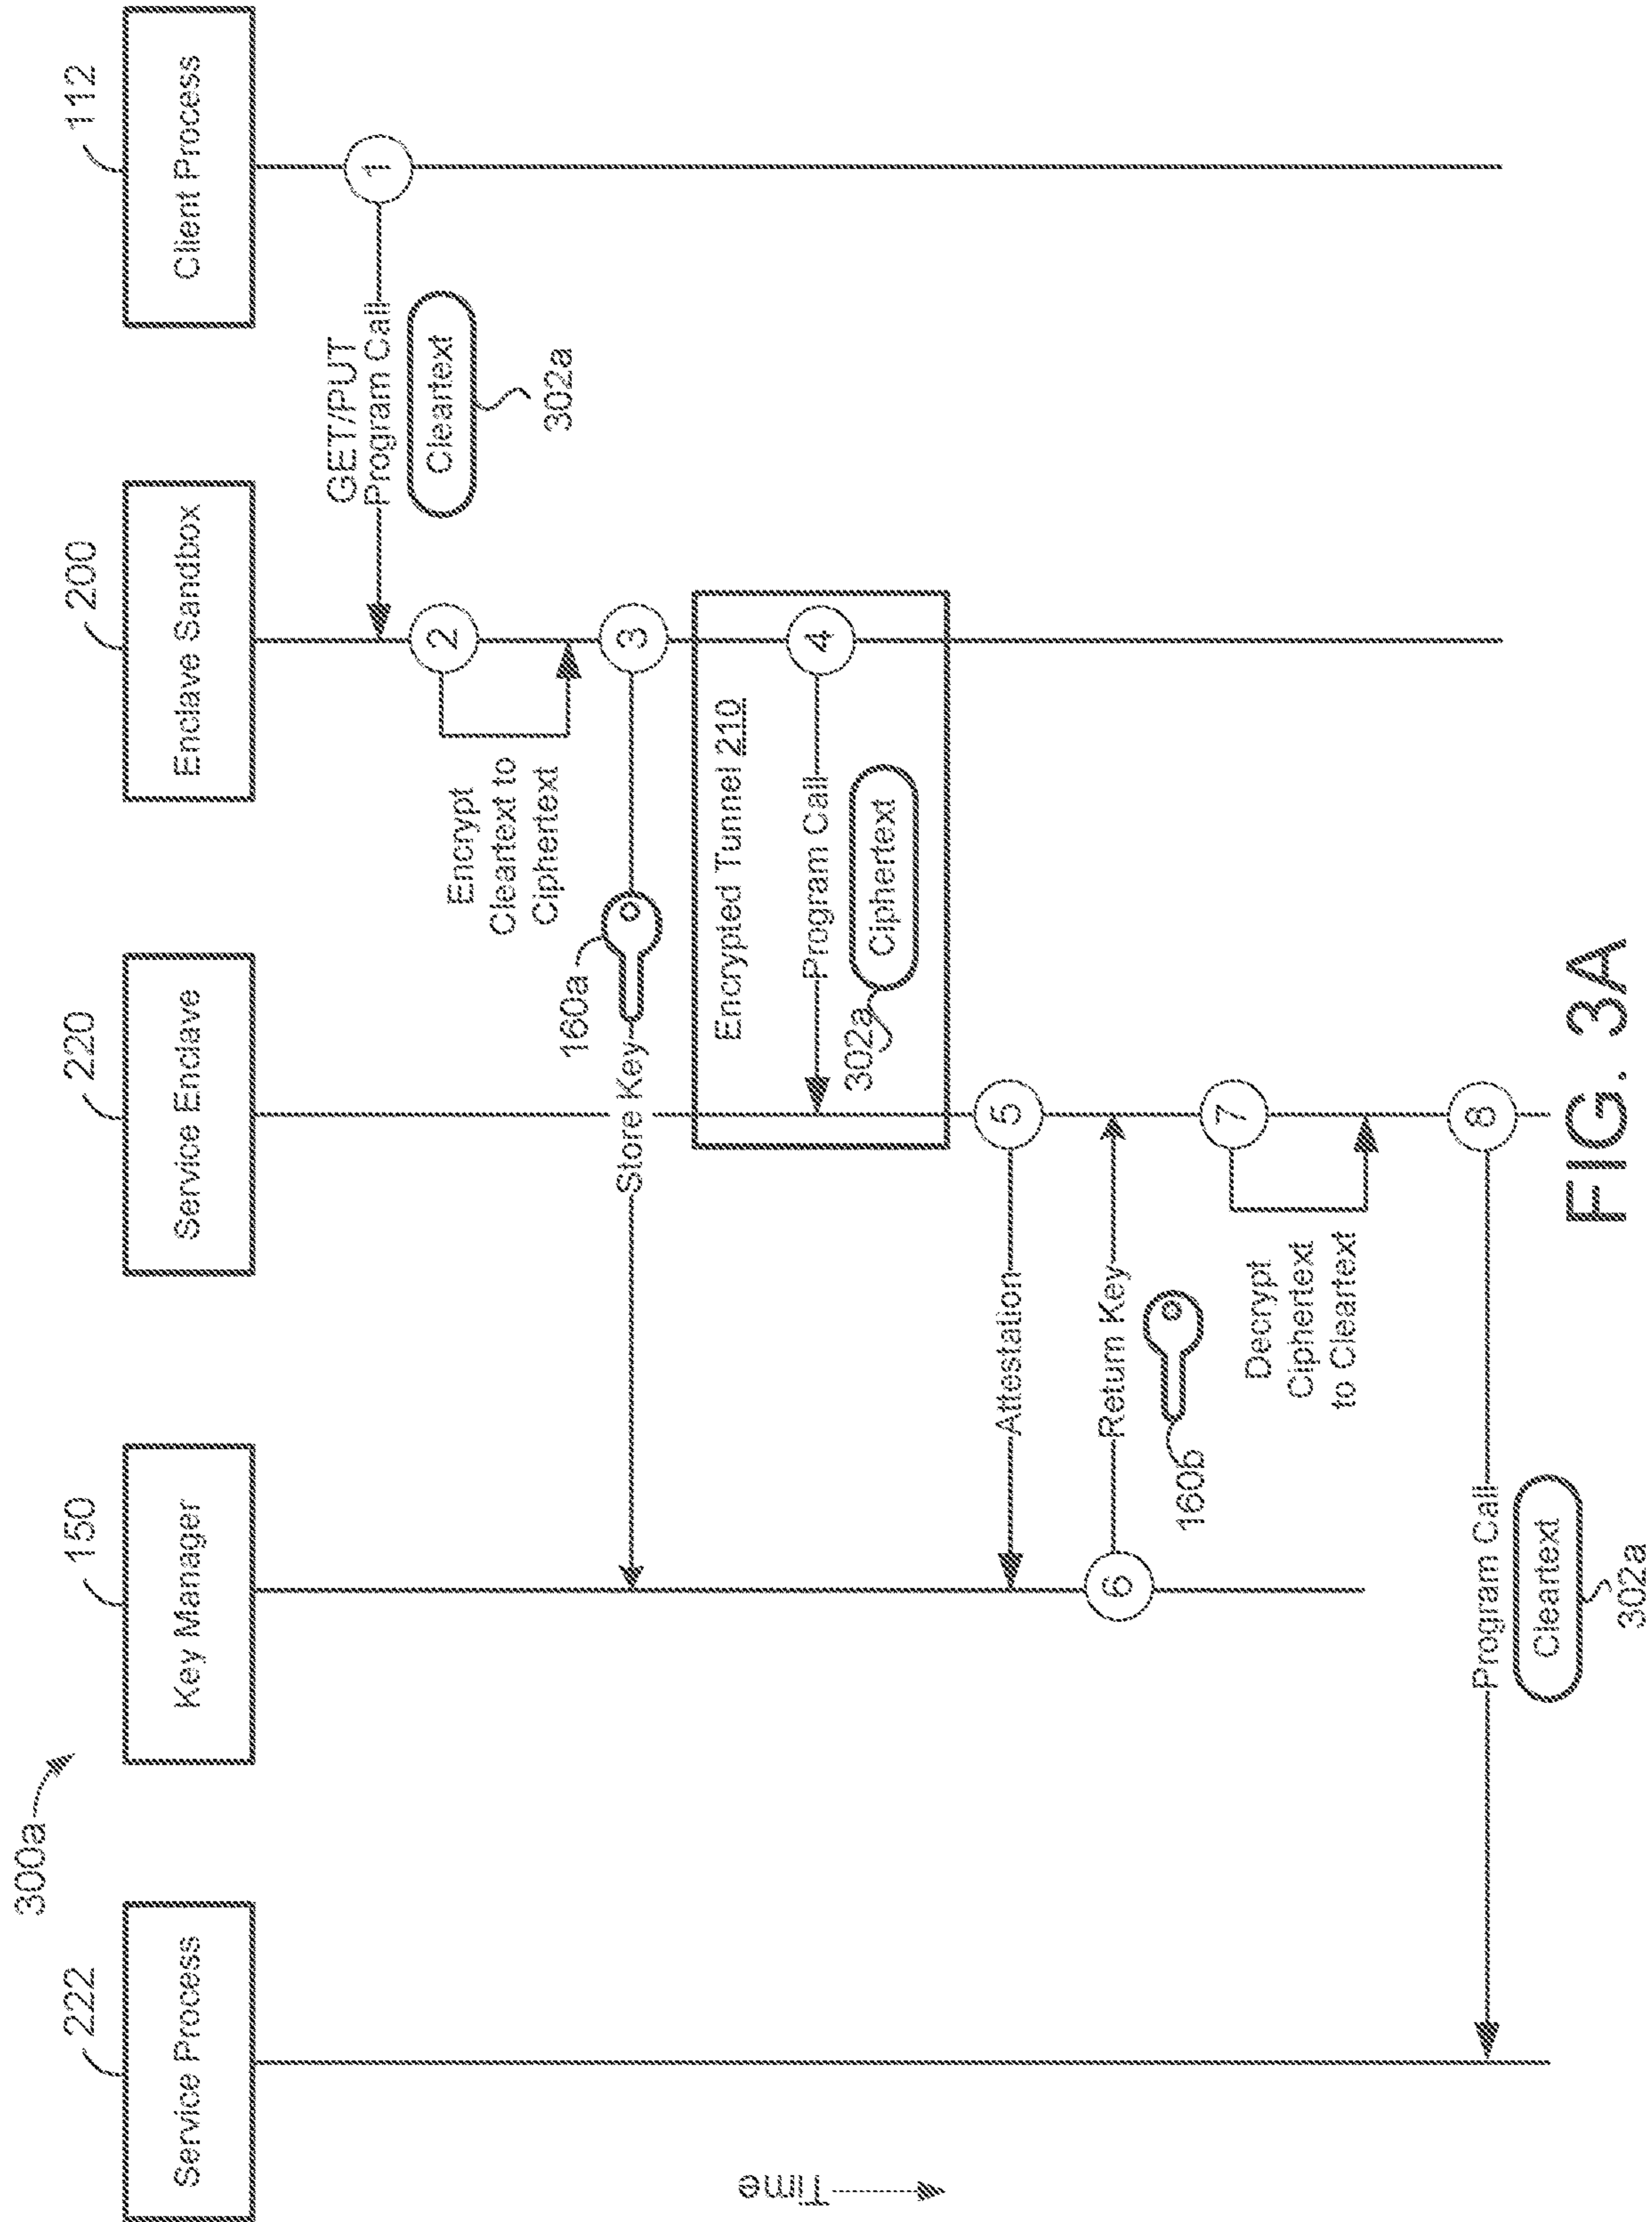 300a
222
150
220
200
112
Service Process
Key Manager
Service Enclave
Enclave Sandbox
Client Process
Time
1
GET/PUT
Program Call
Cleartext
302a
2
Encrypt
Cleartext to
Ciphertext
3
160a
Store Key
Encrypted Tunnel 210
4
Program Call
Ciphertext
302a
5
Attestation
6
Return Key
160b
7
Decrypt
Ciphertext
to Cleartext
8
Program Call
Cleartext
302a
FIG. 3A